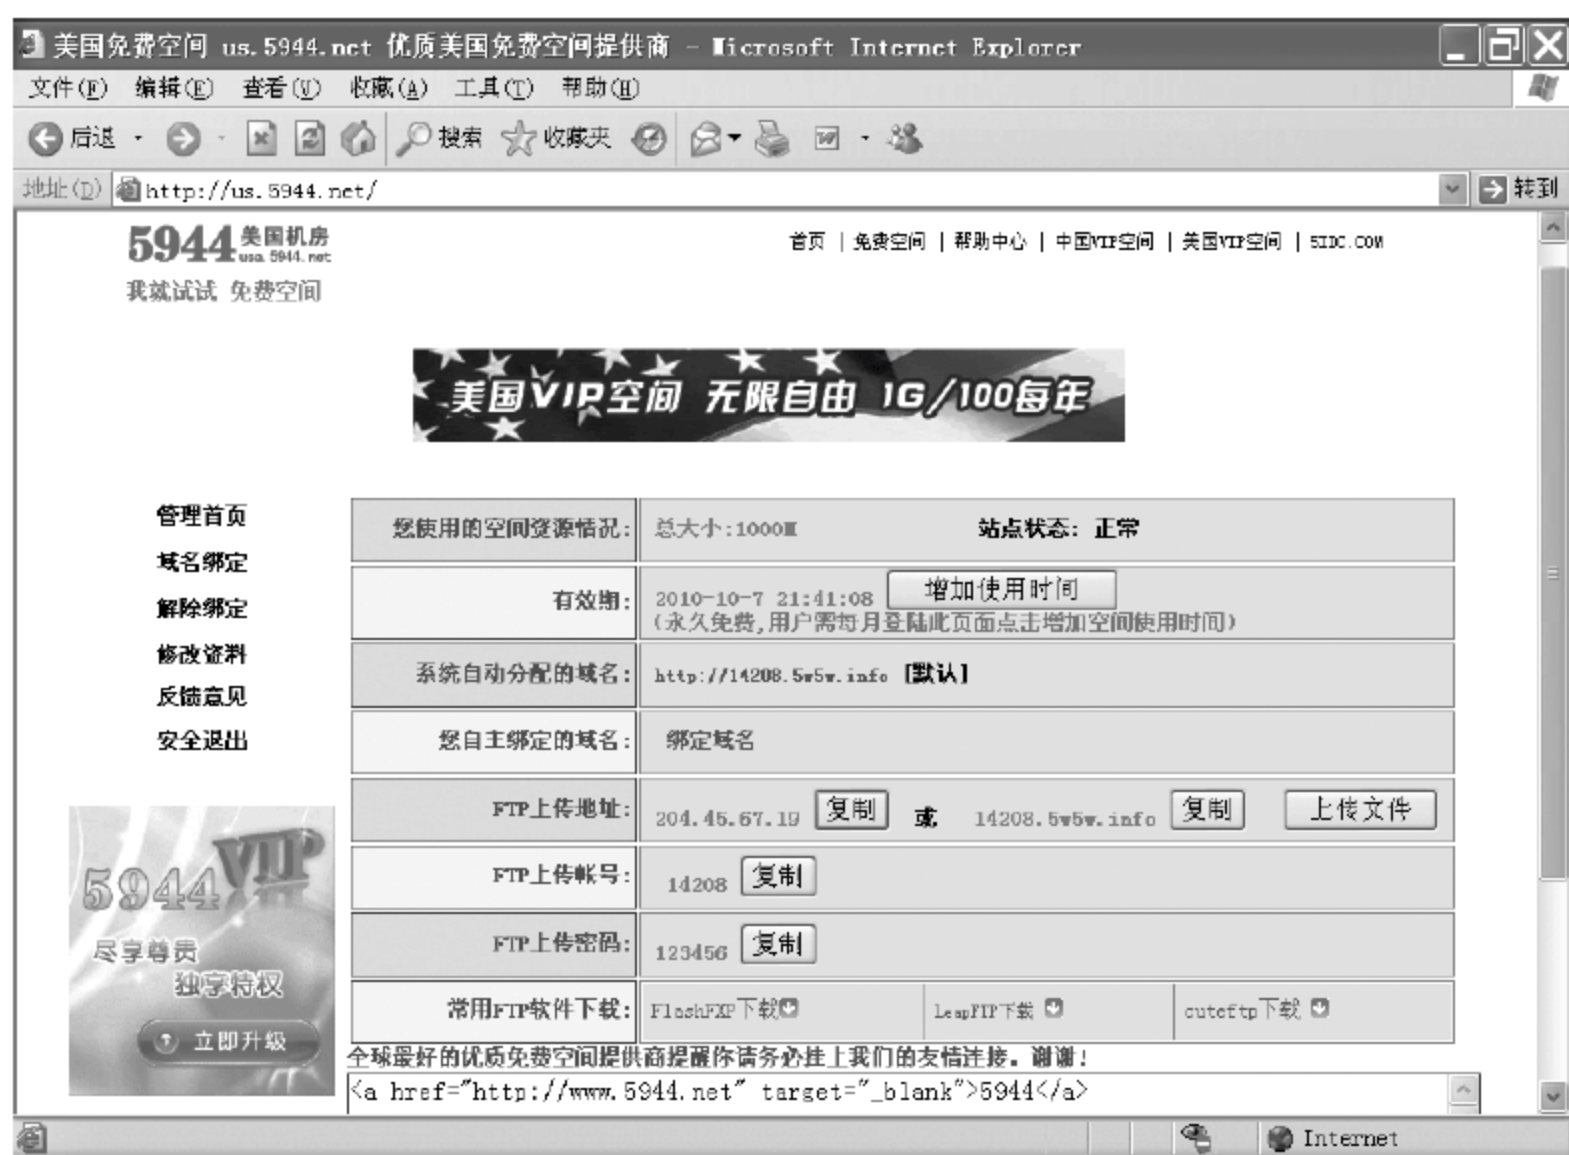 美国免费空间 us.5944.net 优质美国免费空间提供商 - Microsoft Internet Explorer
文件(F) 编辑(E) 查看(V) 收藏(A) 工具(T) 帮助(H)
后退 搜索 收藏夹
地址(D) http://us.5944.net/ 转到
5944 美国机房
usa.5944.net
首页 | 免费空间 | 帮助中心 | 中国VIP空间 | 美国VIP空间 | 5IDC.COM
我就试试 免费空间
美国VIP空间 无限自由 1G/100每年
管理首页
域名绑定
解除绑定
修改资料
反馈意见
安全退出
您使用的空间资源情况: 总大小:1000M 站点状态: 正常
有效期: 2010-10-7 21:41:08 增加使用时间
(永久免费,用户需每月登陆此页面点击增加空间使用时间)
系统自动分配的域名: http://14208.5w5w.info [默认]
您自主绑定的域名: 绑定域名
FTP上传地址: 204.45.67.19 复制 或 14208.5w5w.info 复制 上传文件
FTP上传帐号: 14208 复制
FTP上传密码: 123456 复制
常用FTP软件下载: FlashFXP下载 LeapFTP下载 cuteftp下载
5944 VIP
尽享尊贵
独享特权
立即升级
全球最好的优质免费空间提供商提醒你请务必挂上我们的友情连接。谢谢!
<a href="http://www.5944.net" target="_blank">5944</a>
Internet